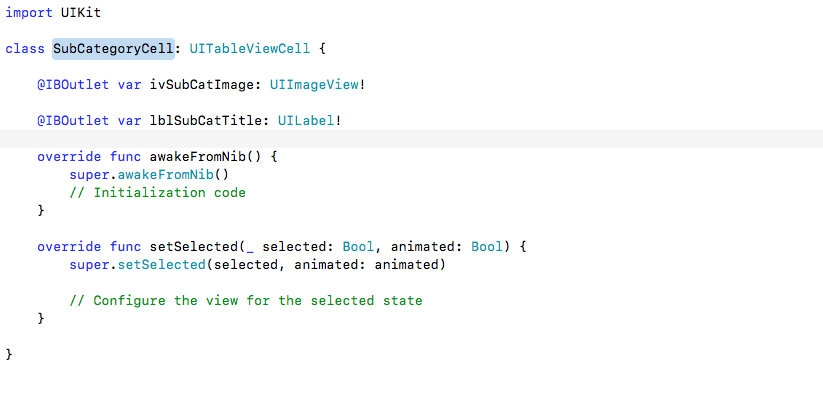 import UIKit
class SubCategoryCell: UITableViewCell {
@IBOutlet var ivSubCatImage: UIImageView!
@IBOutlet var lblSubCatTitle: UILabel!
override func awakeFromNib() {
super.awakeFromNib()
// Initialization code
}
override func setSelected(_ selected: Bool, animated: Bool) {
super.setSelected(selected, animated: animated)
// Configure the view for the selected state
}
}